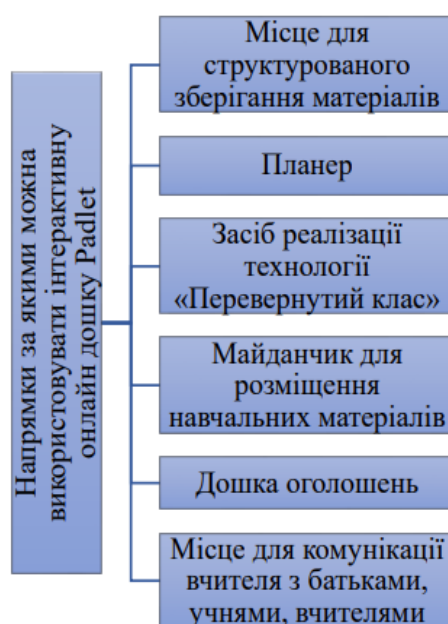 Напрямки за якими можна
використовувати інтерактивну
онлайн дошку Padlet
Місце для
структурованого
зберігання матеріалів
Планер
Засіб реалізації
технології
«Перевернутий клас»
Майданчик для
розміщення
навчальних матеріалів
Дошка оголошень
Місце для комунікації
вчителя з батьками,
учнями, вчителями